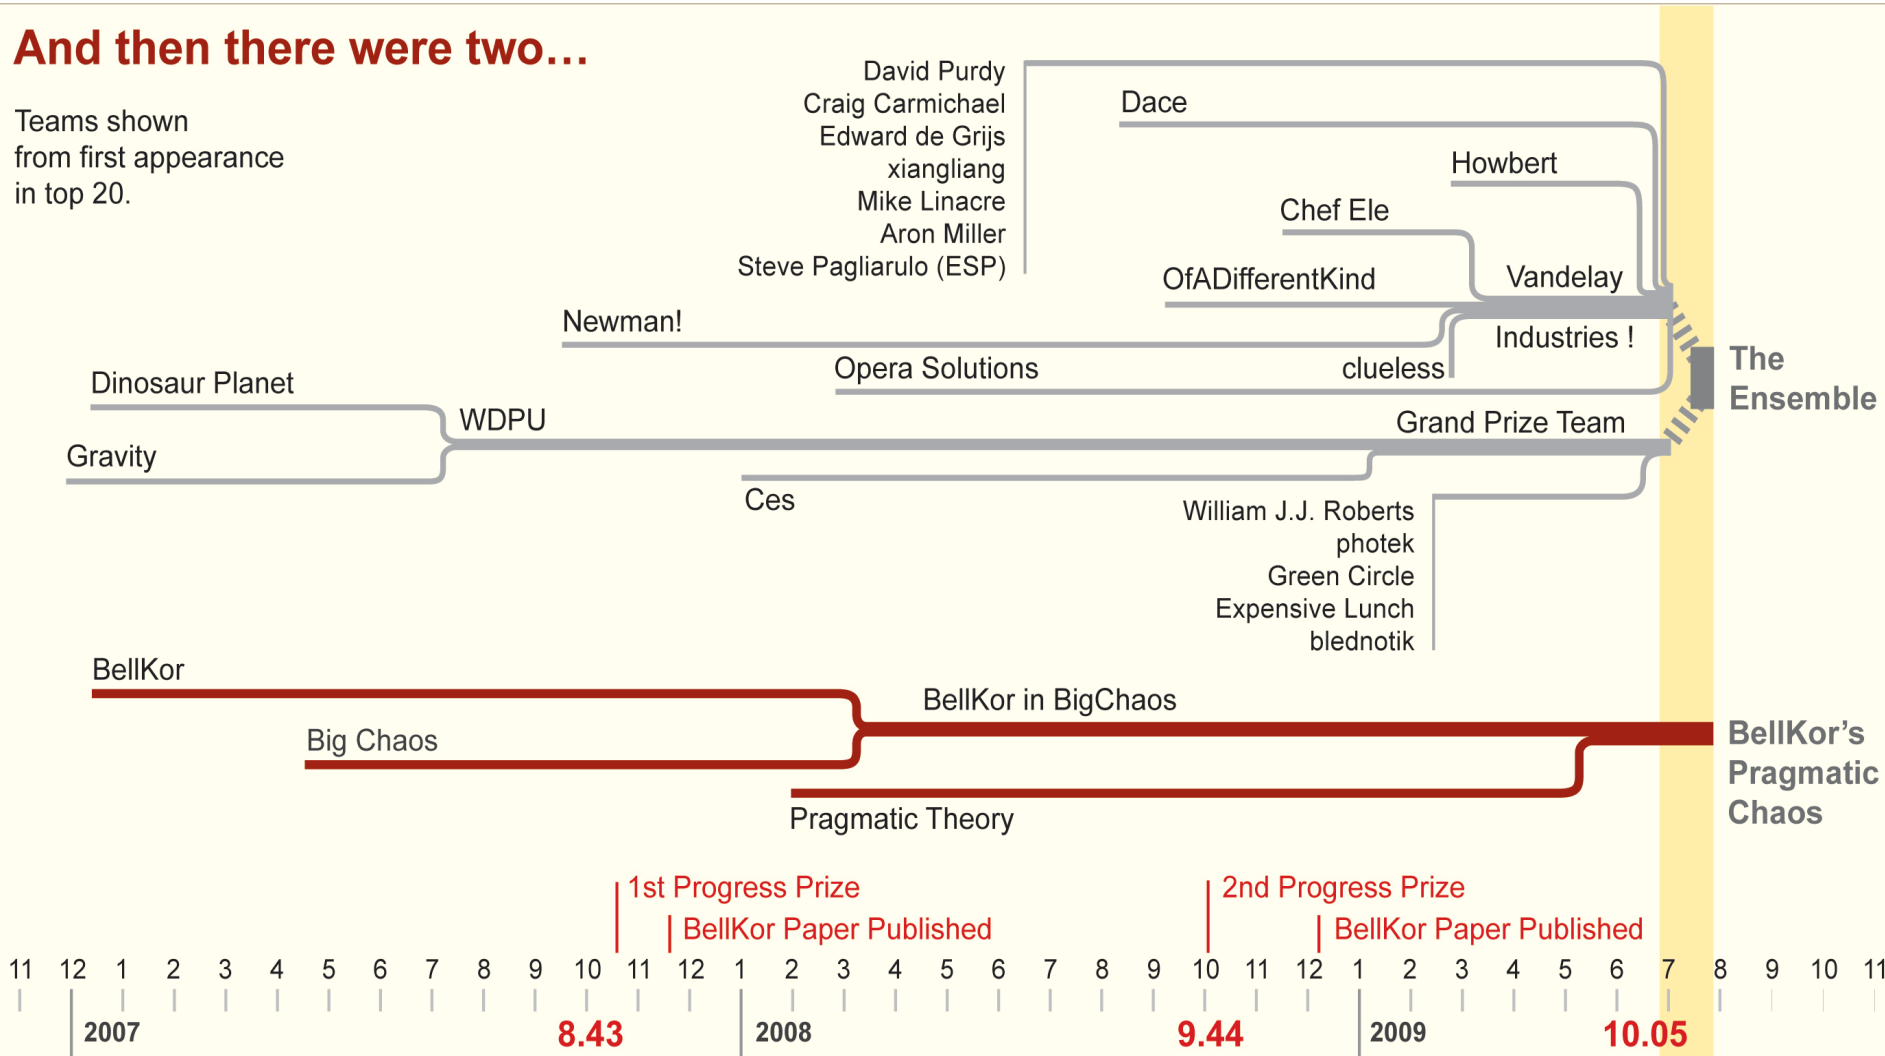 And then there were two…
Teams shown
from first appearance
in top 20.
David Purdy
Craig Carmichael
Edward de Grijs
xiangliang
Mike Linacre
Aron Miller
Steve Pagliarulo (ESP)
Dace
Howbert
Chef Ele
OfADifferentKind
Vandelay
Industries !
Newman!
Opera Solutions
clueless
The
Ensemble
Dinosaur Planet
WDPU
Grand Prize Team
Gravity
Ces
William J.J. Roberts
photek
Green Circle
Expensive Lunch
blednotik
BellKor
BellKor in BigChaos
Big Chaos
BellKor’s
Pragmatic
Chaos
Pragmatic Theory
1st Progress Prize
BellKor Paper Published
2nd Progress Prize
BellKor Paper Published
11 12 1 2 3 4 5 6 7 8 9 10 11 12 1 2 3 4 5 6 7 8 9 10 11 12 1 2 3 4 5 6 7 8 9 10 11
2007 8.43 2008 9.44 2009 10.05